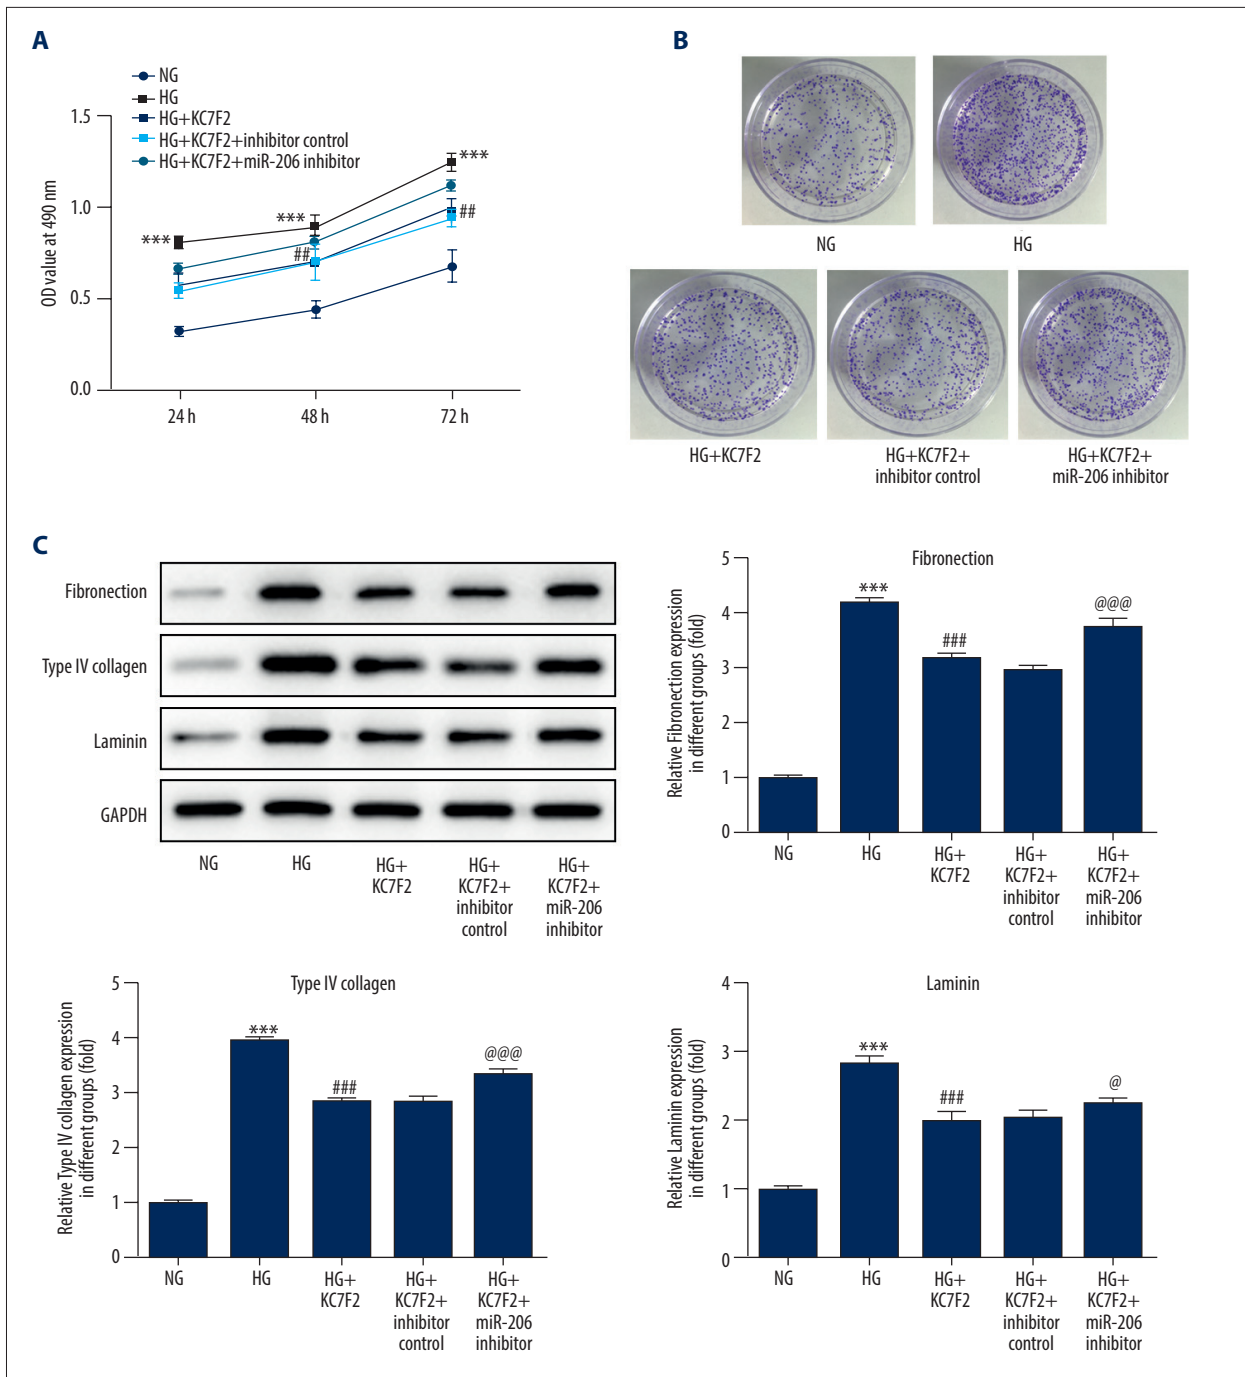 A
NG
HG
HG+KC7F2
HG+KC7F2+inhibitor control
HG+KC7F2+miR-206 inhibitor
OD value at 490 nm
1.5
1.0
0.5
0.0
***
***
***
##
##
24 h
48 h
72 h
B
NG
HG
HG+KC7F2
HG+KC7F2+
inhibitor control
HG+KC7F2+
miR-206 inhibitor
C
Fibronection
Type IV collagen
Laminin
GAPDH
NG
HG
HG+
KC7F2
HG+
KC7F2+
inhibitor
control
HG+
KC7F2+
miR-206
inhibitor
Fibronection
Relative Fibronection expression
in different groups (fold)
5
4
3
2
1
0
***
###
@@@
NG
HG
HG+
KC7F2
HG+
KC7F2+
inhibitor
control
HG+
KC7F2+
miR-206
inhibitor
Type IV collagen
Relative Type IV collagen expression
in different groups (fold)
5
4
3
2
1
0
***
###
@@@
NG
HG
HG+
KC7F2
HG+
KC7F2+
inhibitor
control
HG+
KC7F2+
miR-206
inhibitor
Laminin
Relative Laminin expression
in different groups (fold)
4
3
2
1
0
***
###
@
NG
HG
HG+
KC7F2
HG+
KC7F2+
inhibitor
control
HG+
KC7F2+
miR-206
inhibitor